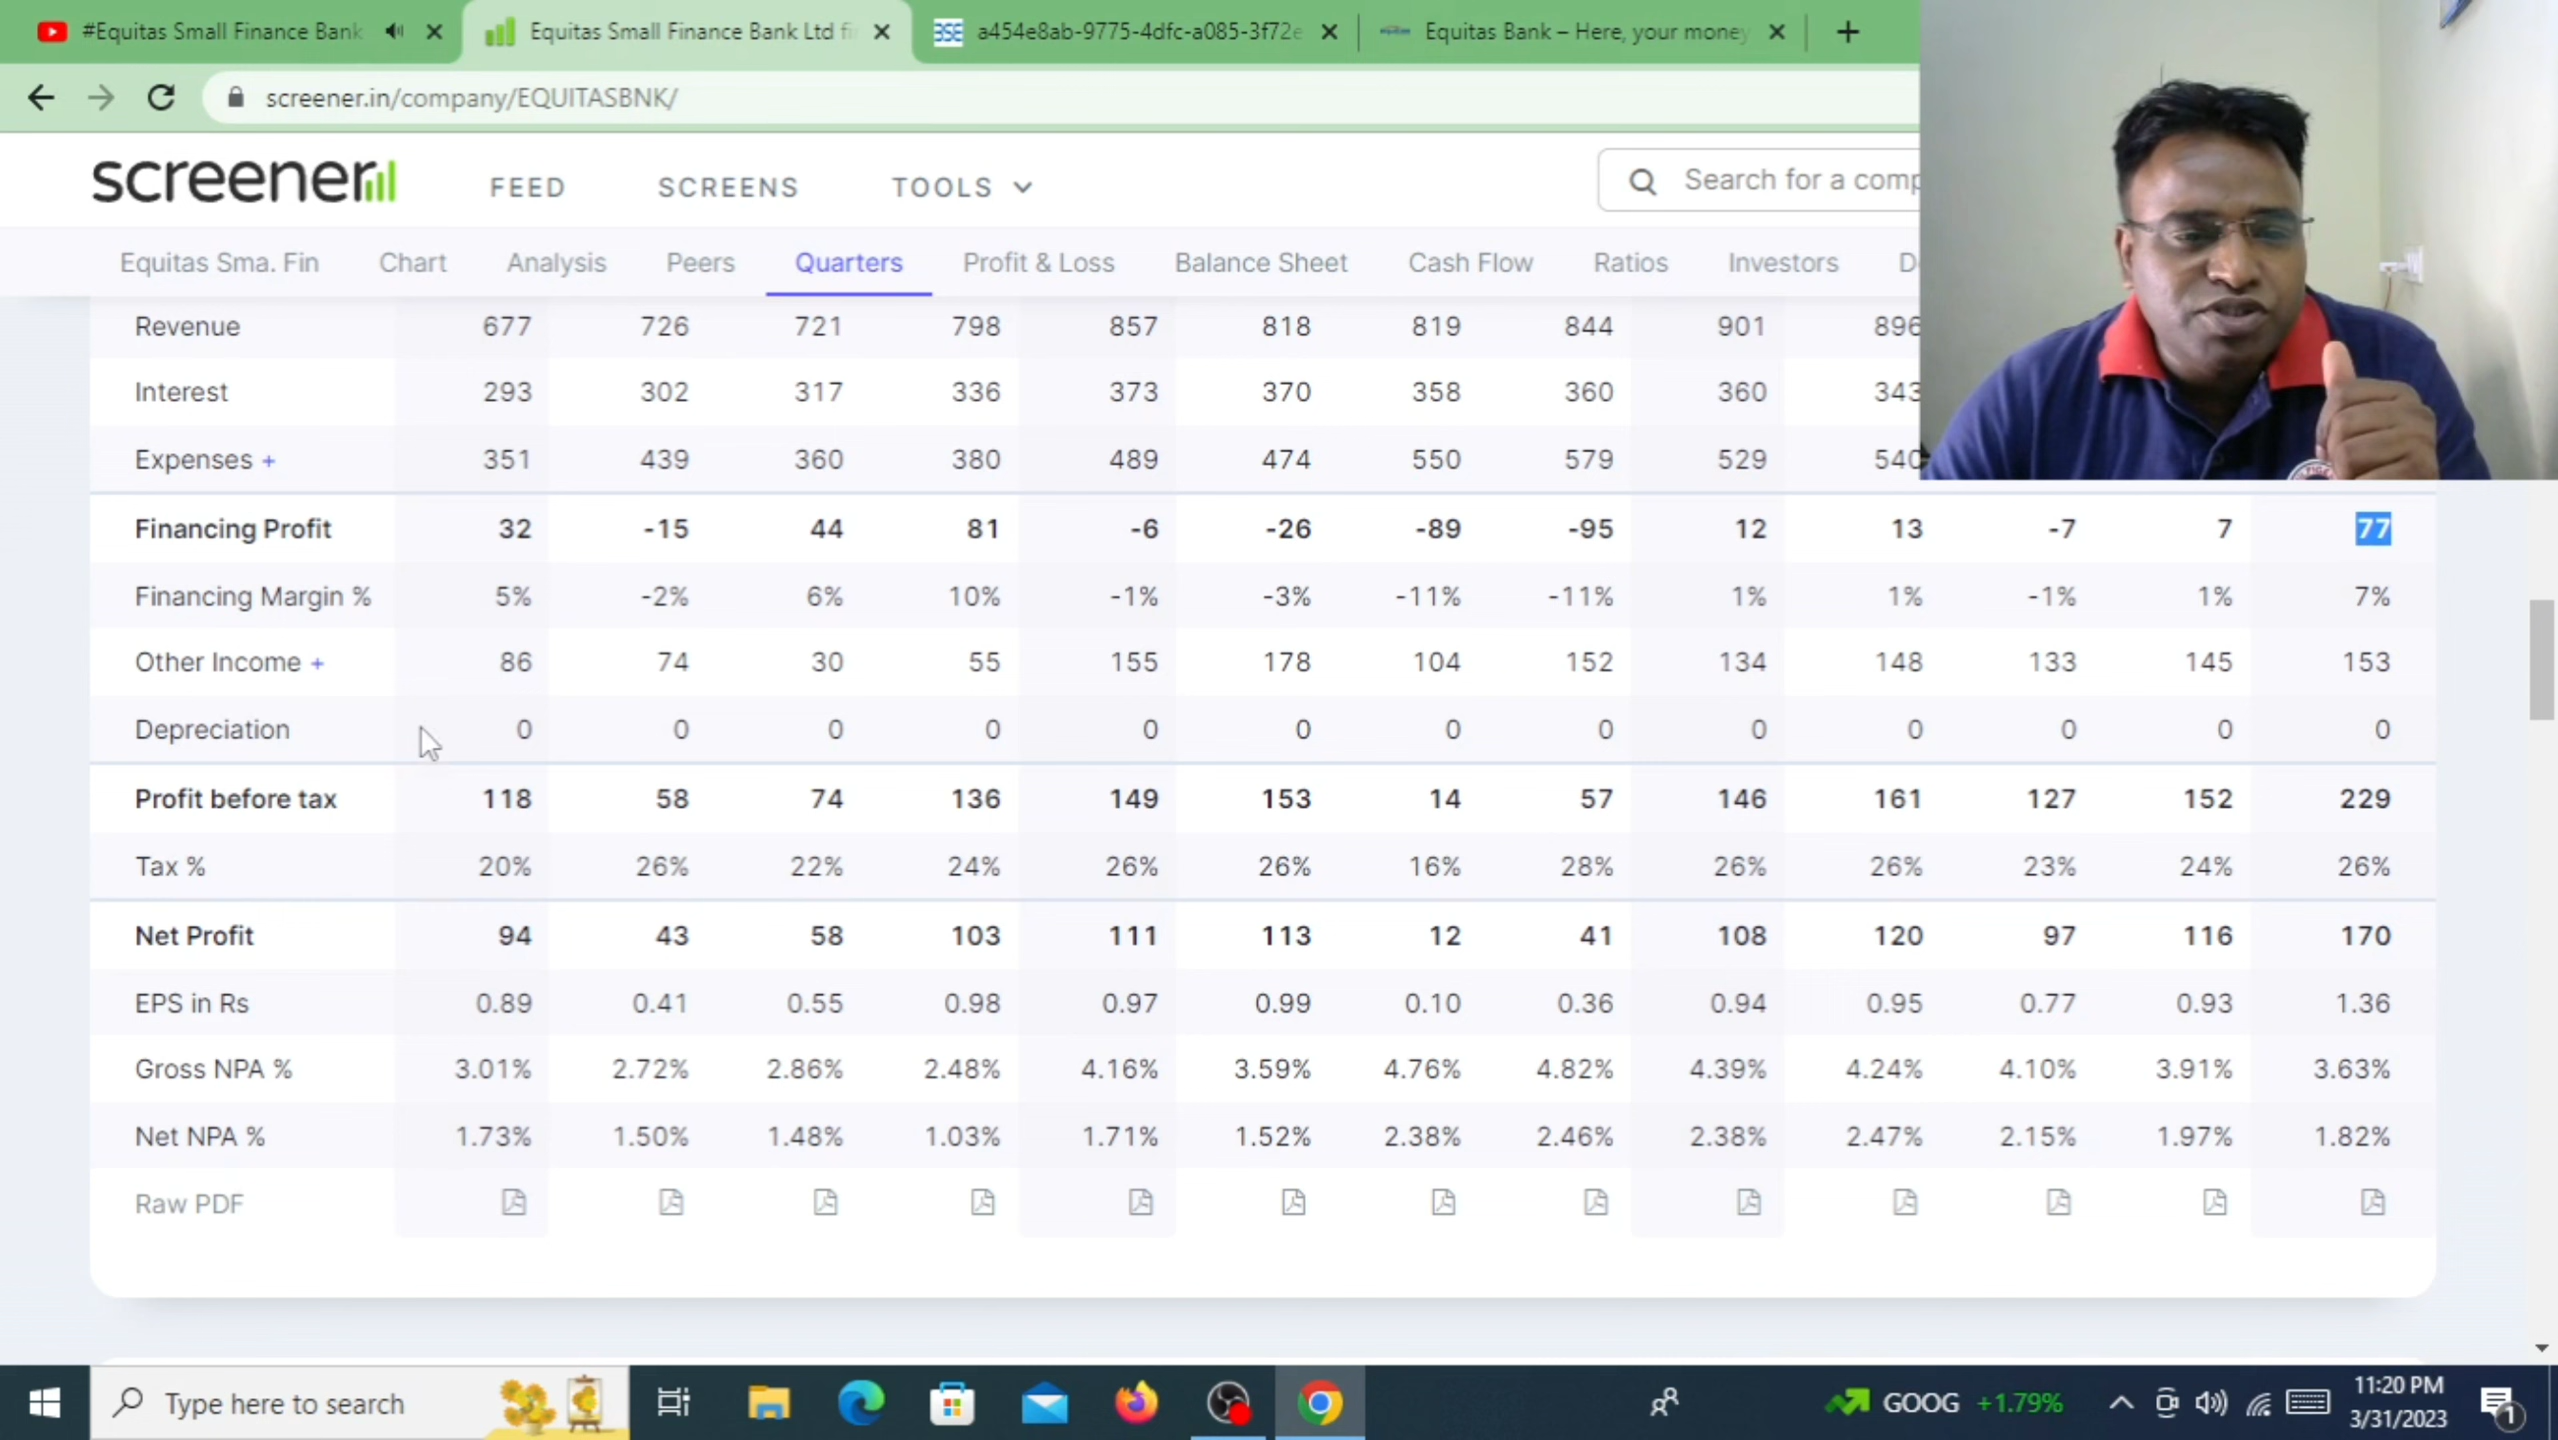 #Equitas Small Finance Bank
Equitas Small Finance Bank Ltd fi
BSE a454e8ab-9775-4dfc-a085-3f72e
Equitas Bank – Here, your money
screener.in/company/EQUITASBNK/
screener FEED SCREENS TOOLS Search for a comp
Equitas Sma. Fin Chart Analysis Peers Quarters Profit & Loss Balance Sheet Cash Flow Ratios Investors D
Revenue 677 726 721 798 857 818 819 844 901 896
Interest 293 302 317 336 373 370 358 360 360 343
Expenses + 351 439 360 380 489 474 550 579 529 540
Financing Profit 32 -15 44 81 -6 -26 -89 -95 12 13 -7 7 77
Financing Margin % 5% -2% 6% 10% -1% -3% -11% -11% 1% 1% -1% 1% 7%
Other Income + 86 74 30 55 155 178 104 152 134 148 133 145 153
Depreciation 0 0 0 0 0 0 0 0 0 0 0 0 0
Profit before tax 118 58 74 136 149 153 14 57 146 161 127 152 229
Tax % 20% 26% 22% 24% 26% 26% 16% 28% 26% 26% 23% 24% 26%
Net Profit 94 43 58 103 111 113 12 41 108 120 97 116 170
EPS in Rs 0.89 0.41 0.55 0.98 0.97 0.99 0.10 0.36 0.94 0.95 0.77 0.93 1.36
Gross NPA % 3.01% 2.72% 2.86% 2.48% 4.16% 3.59% 4.76% 4.82% 4.39% 4.24% 4.10% 3.91% 3.63%
Net NPA % 1.73% 1.50% 1.48% 1.03% 1.71% 1.52% 2.38% 2.46% 2.38% 2.47% 2.15% 1.97% 1.82%
Raw PDF
Type here to search
GOOG +1.79%
11:20 PM
3/31/2023
1